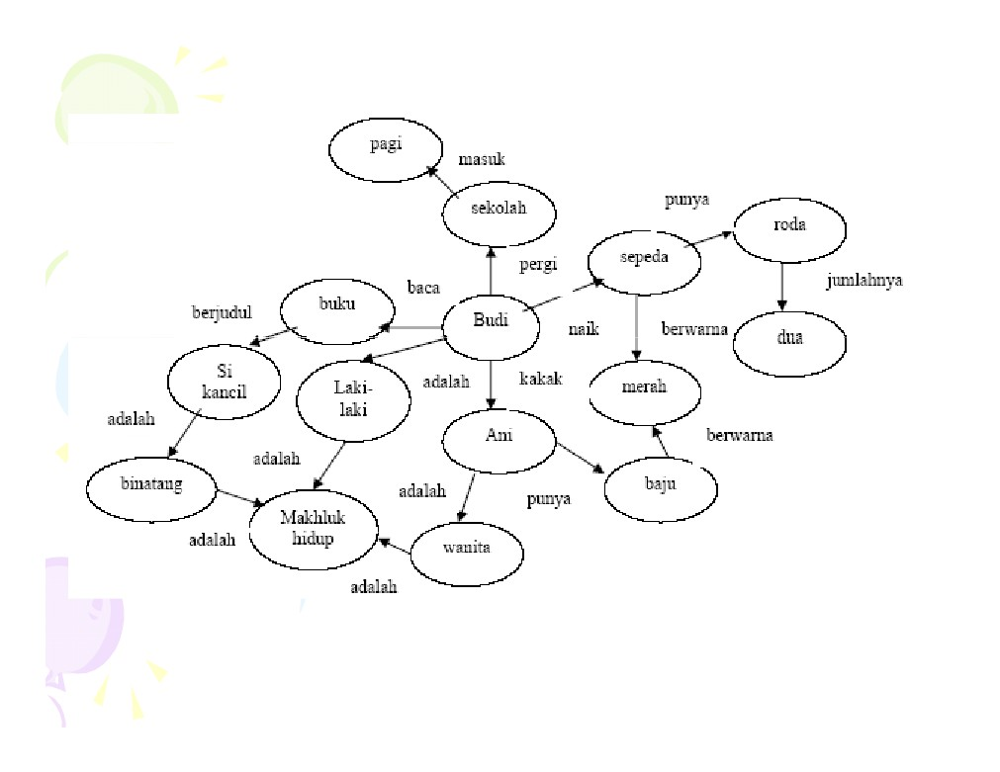 pagi
masuk
sekolah
punya
roda
sepeda
pergi
jumlahnya
baca
buku
berjudul
Budi
naik
berwarna
dua
Si
kancil
Laki-
laki
adalah
kakak
merah
adalah
Ani
berwarna
adalah
binatang
adalah
punya
baju
Makhluk
hidup
adalah
wanita
adalah